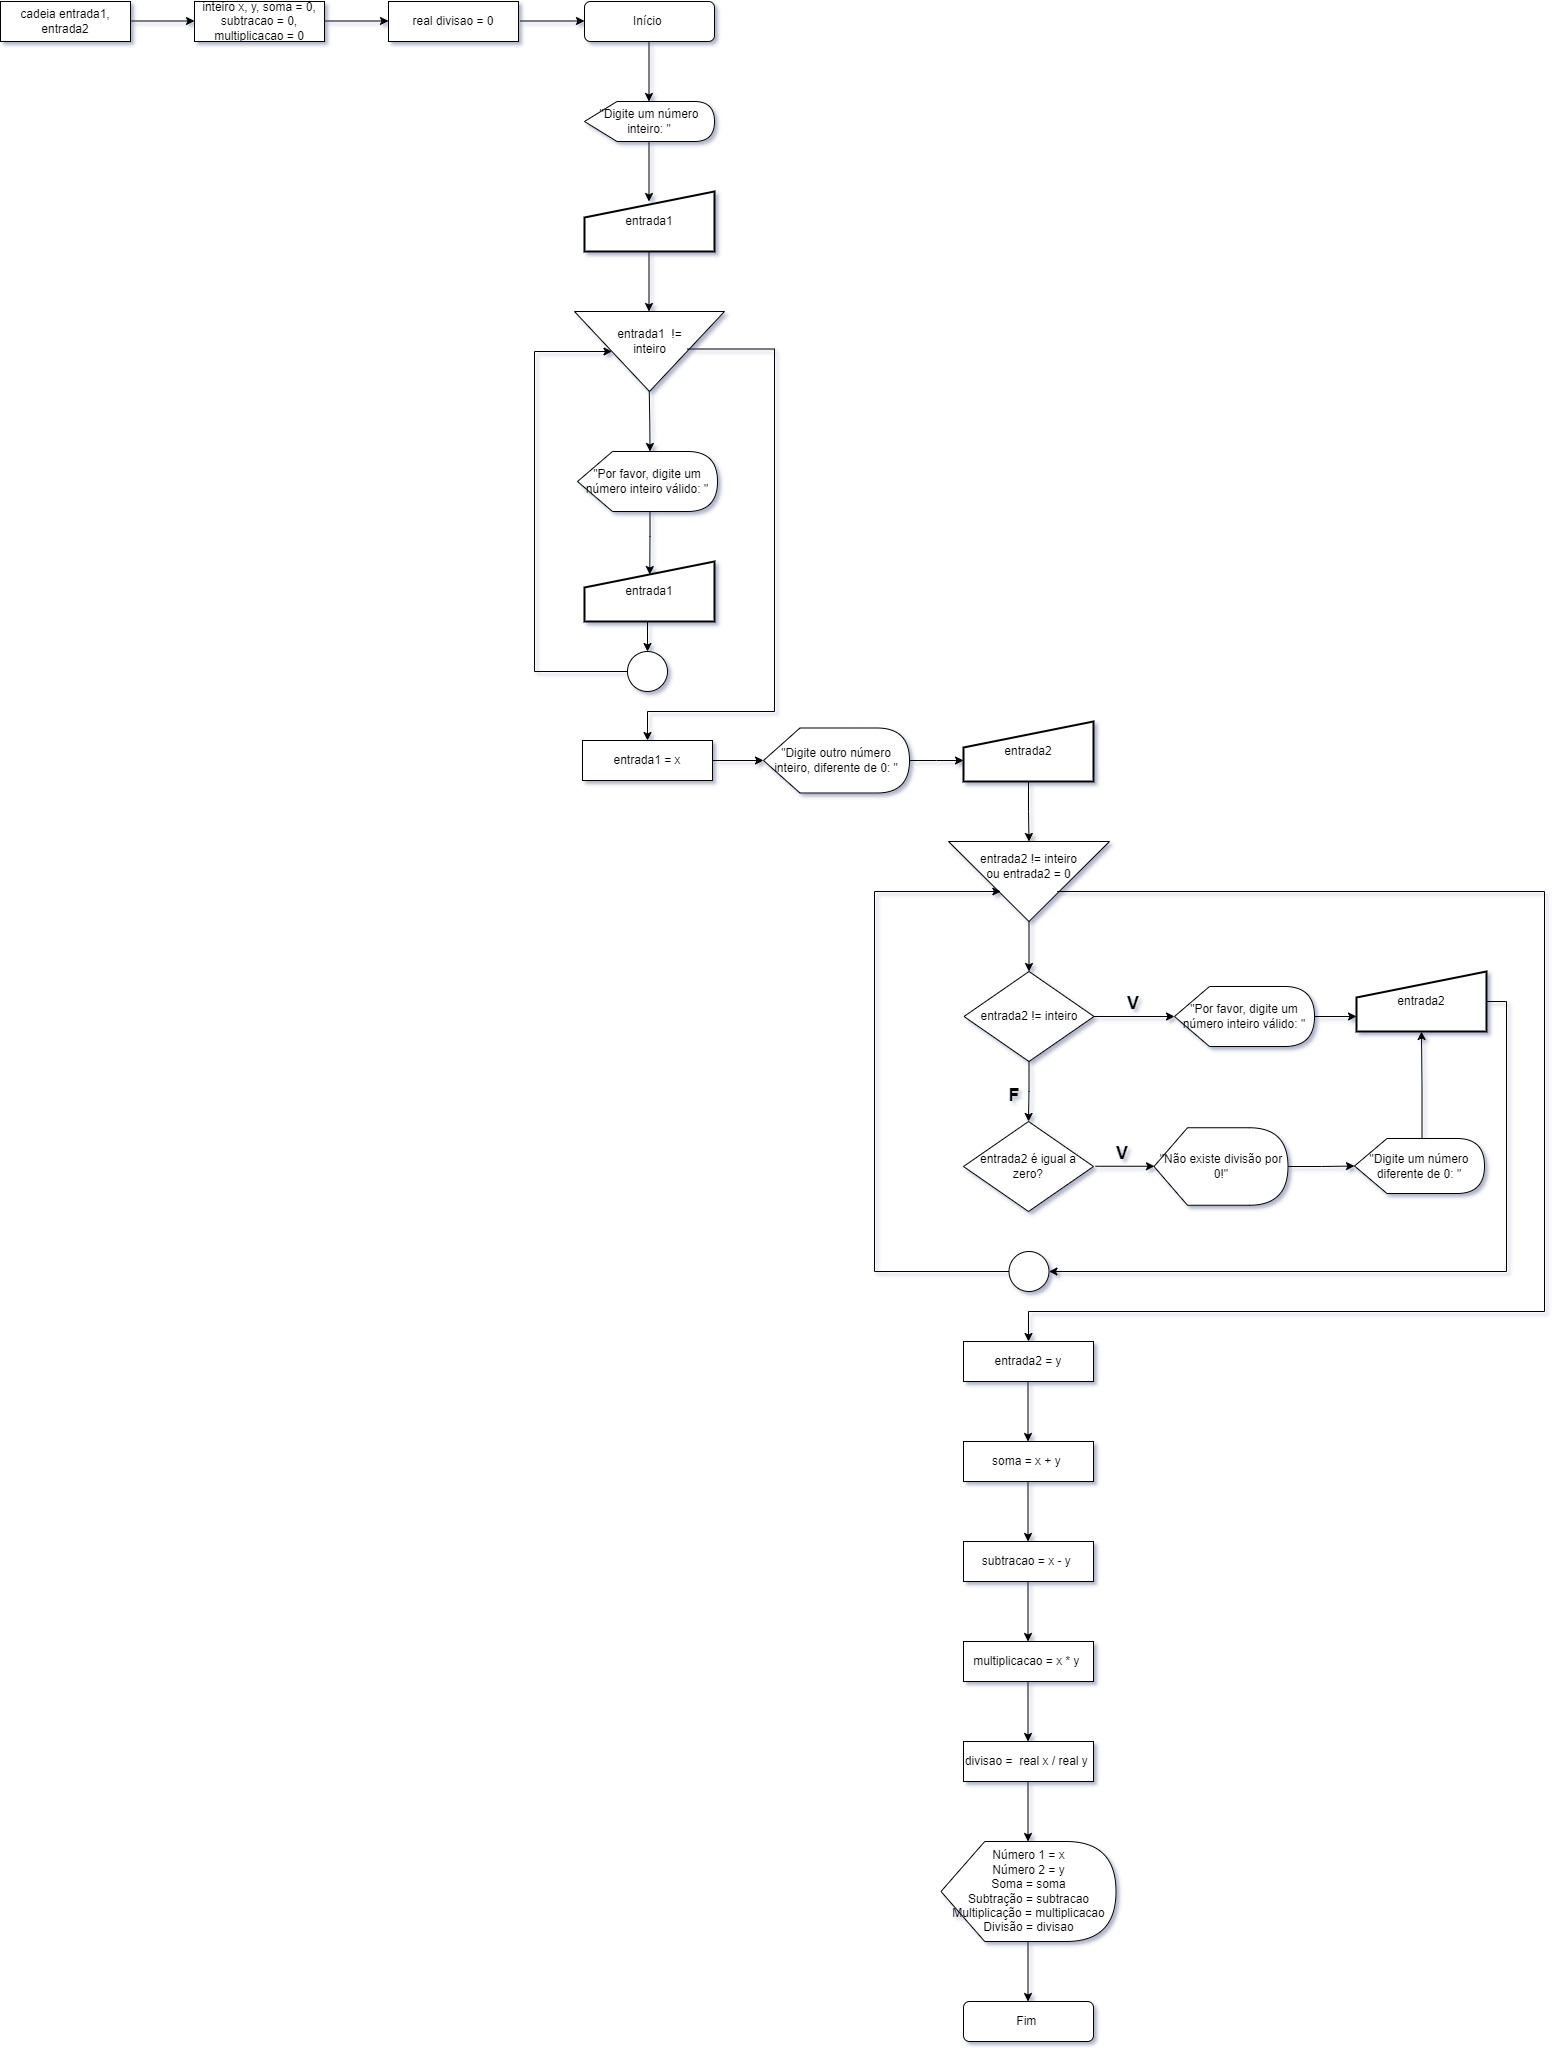 cadeia entrada1,
entrada2
inteiro x, y, soma = 0,
subtracao = 0,
multiplicacao = 0
real divisao = 0
Início
"Digite um número
inteiro: "
entrada1
entrada1 !=
inteiro
"Por favor, digite um
número inteiro válido: "
entrada1
entrada1 = x
"Digite outro número
inteiro, diferente de 0: "
entrada2
entrada2 != inteiro
ou entrada2 = 0
entrada2 != inteiro
V
"Por favor, digite um
número inteiro válido: "
entrada2
F
entrada2 é igual a
zero?
V
"Não existe divisão por
0!"
"Digite um número
diferente de 0: "
entrada2 = y
soma = x + y
subtracao = x - y
multiplicacao = x * y
divisao = real x / real y
Número 1 = x
Número 2 = y
Soma = soma
Subtração = subtracao
Multiplicação = multiplicacao
Divisão = divisao
Fim